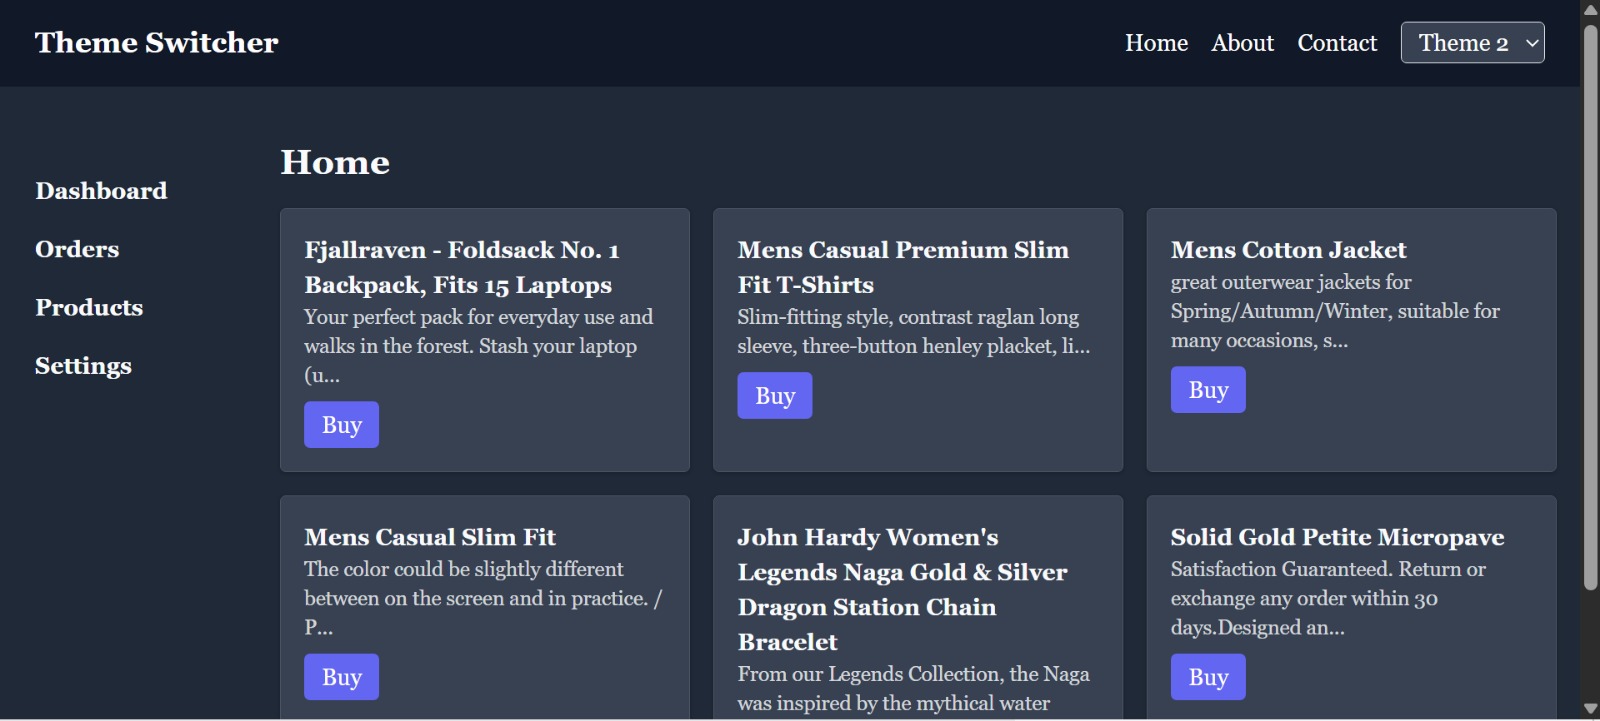 Theme Switcher
Home About Contact Theme 2
Dashboard
Orders
Products
Settings
Home
Fjallraven - Foldsack No. 1
Backpack, Fits 15 Laptops
Your perfect pack for everyday use and
walks in the forest. Stash your laptop
(u...
Buy
Mens Casual Premium Slim
Fit T-Shirts
Slim-fitting style, contrast raglan long
sleeve, three-button henley placket, li...
Buy
Mens Cotton Jacket
great outerwear jackets for
Spring/Autumn/Winter, suitable for
many occasions, s...
Buy
Mens Casual Slim Fit
The color could be slightly different
between on the screen and in practice. /
P...
Buy
John Hardy Women's
Legends Naga Gold & Silver
Dragon Station Chain
Bracelet
From our Legends Collection, the Naga
was inspired by the mythical water
Solid Gold Petite Micropave
Satisfaction Guaranteed. Return or
exchange any order within 30
days.Designed an...
Buy